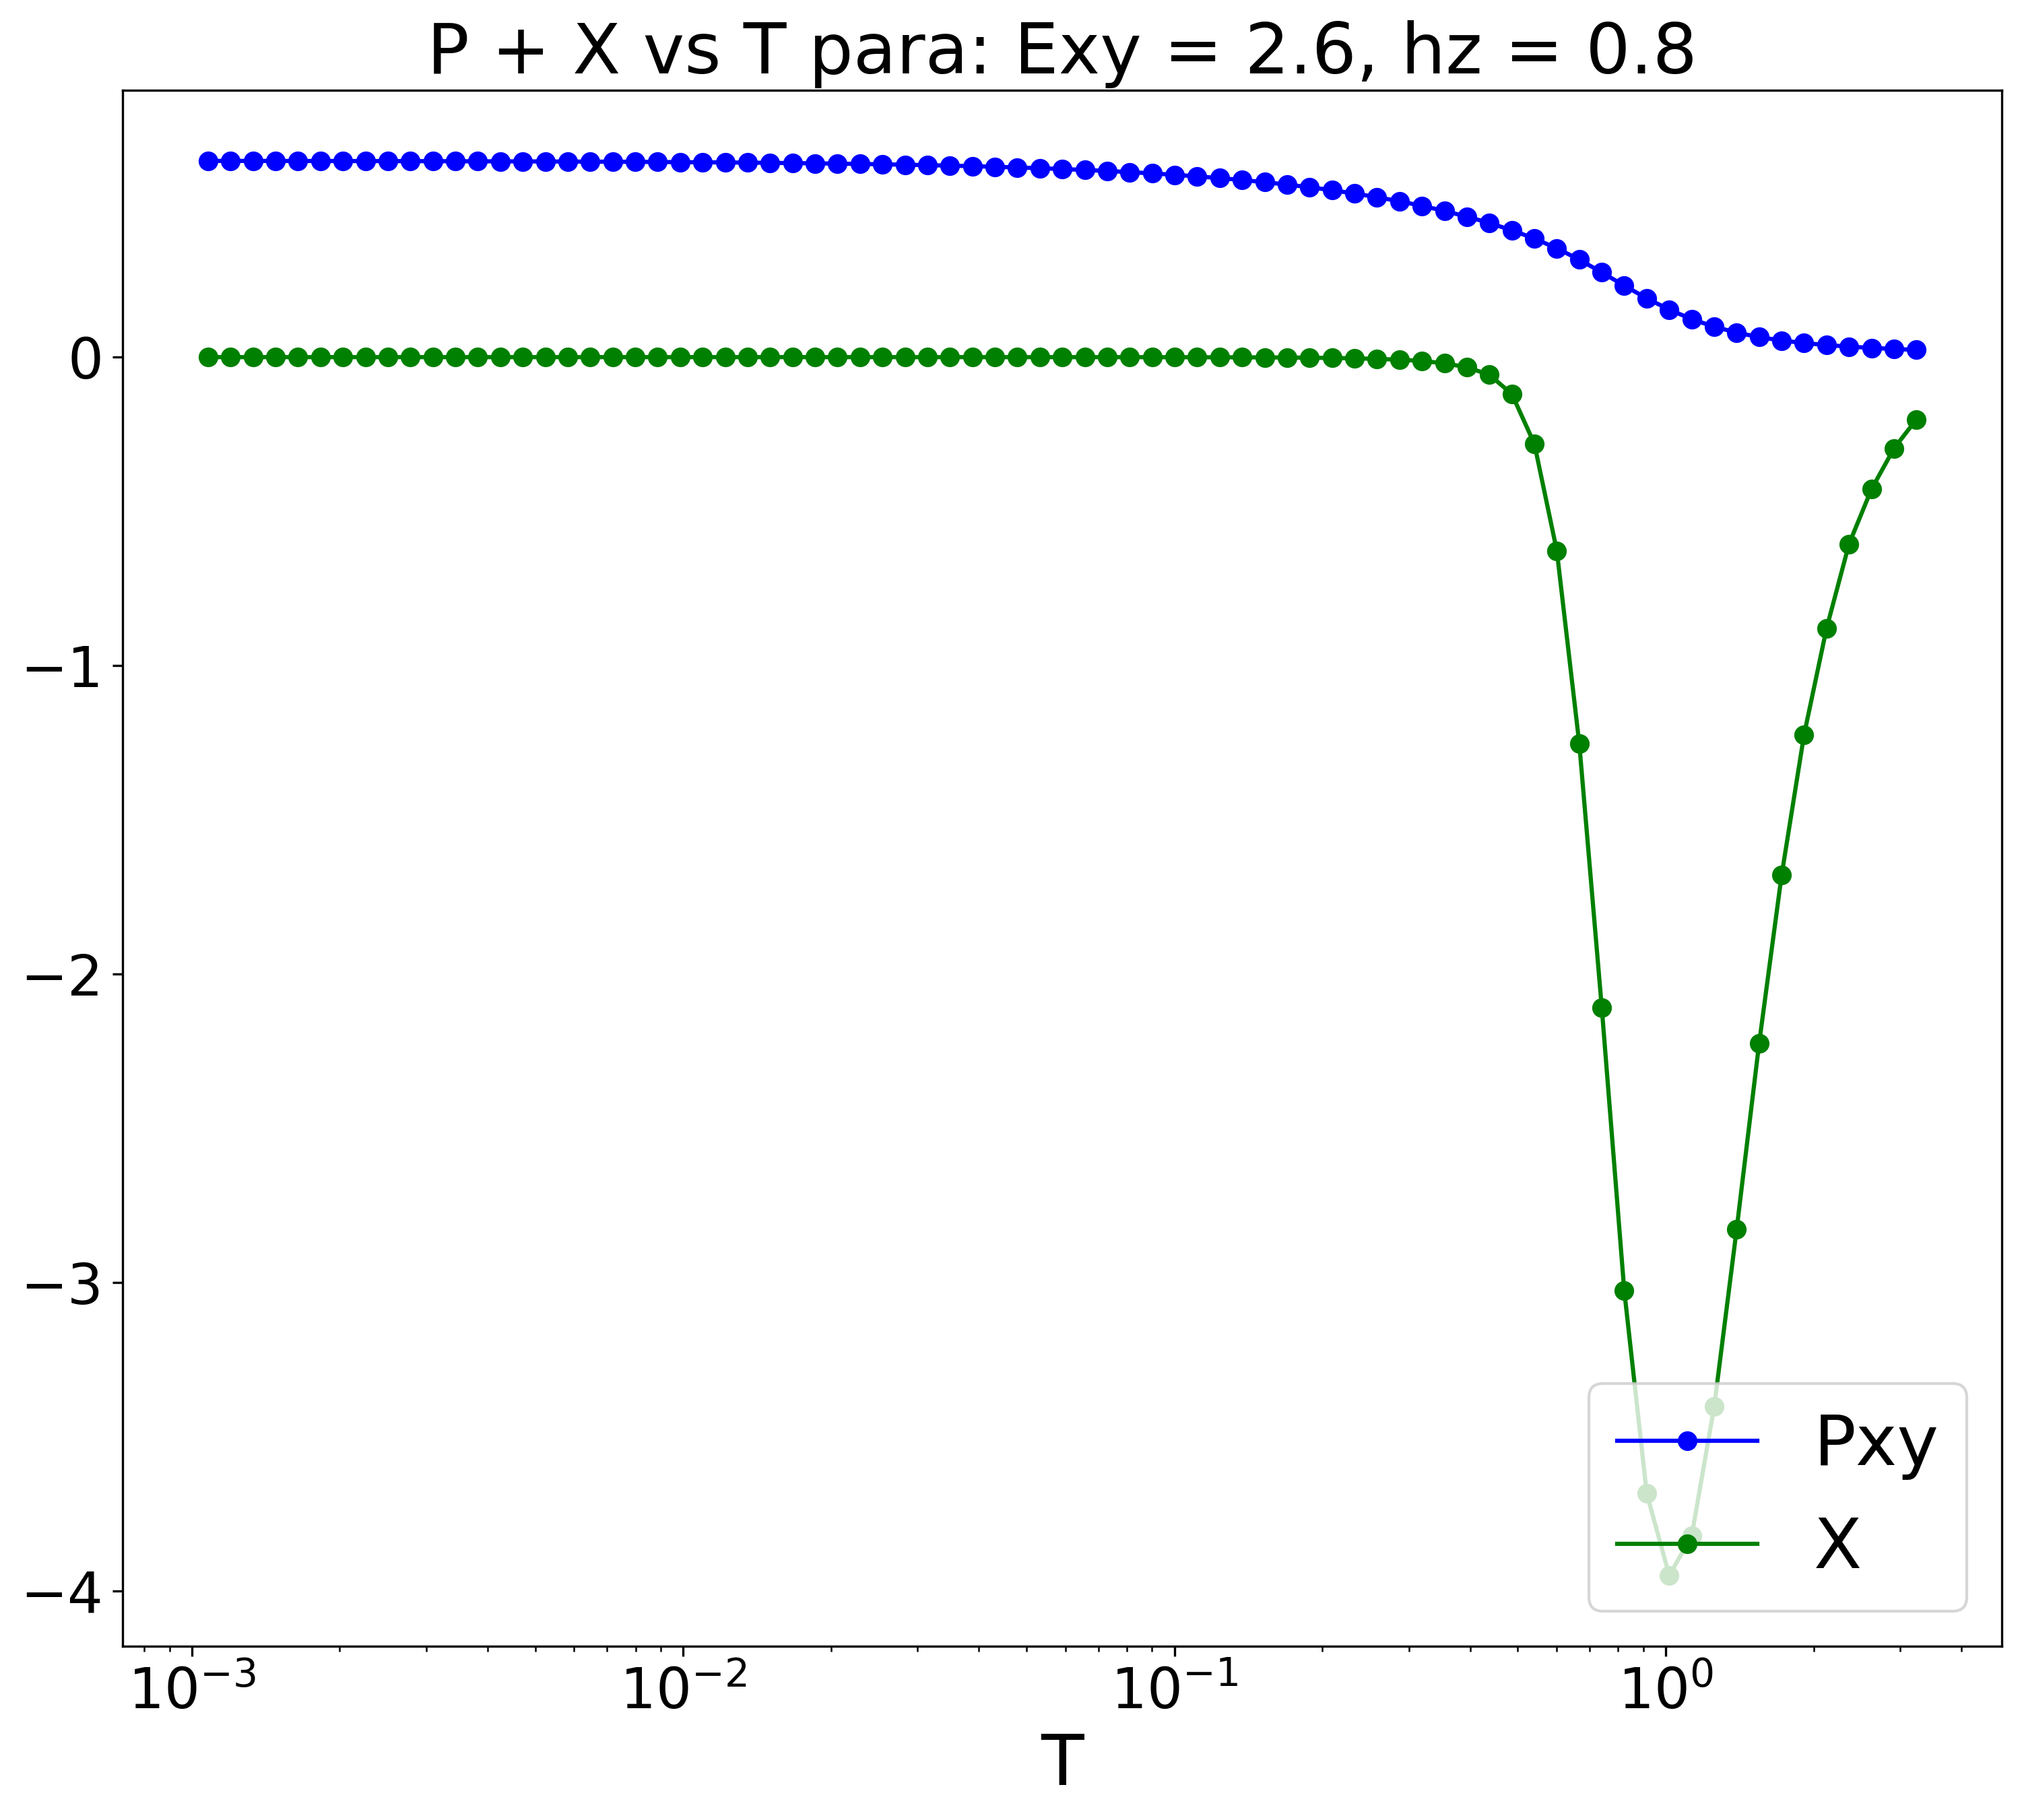 P + X vs T para: Exy = 2.6, hz = 0.8
0
−1
−2
−3
−4
Pxy
X
10⁻³ 10⁻² 10⁻¹ 10⁰
T